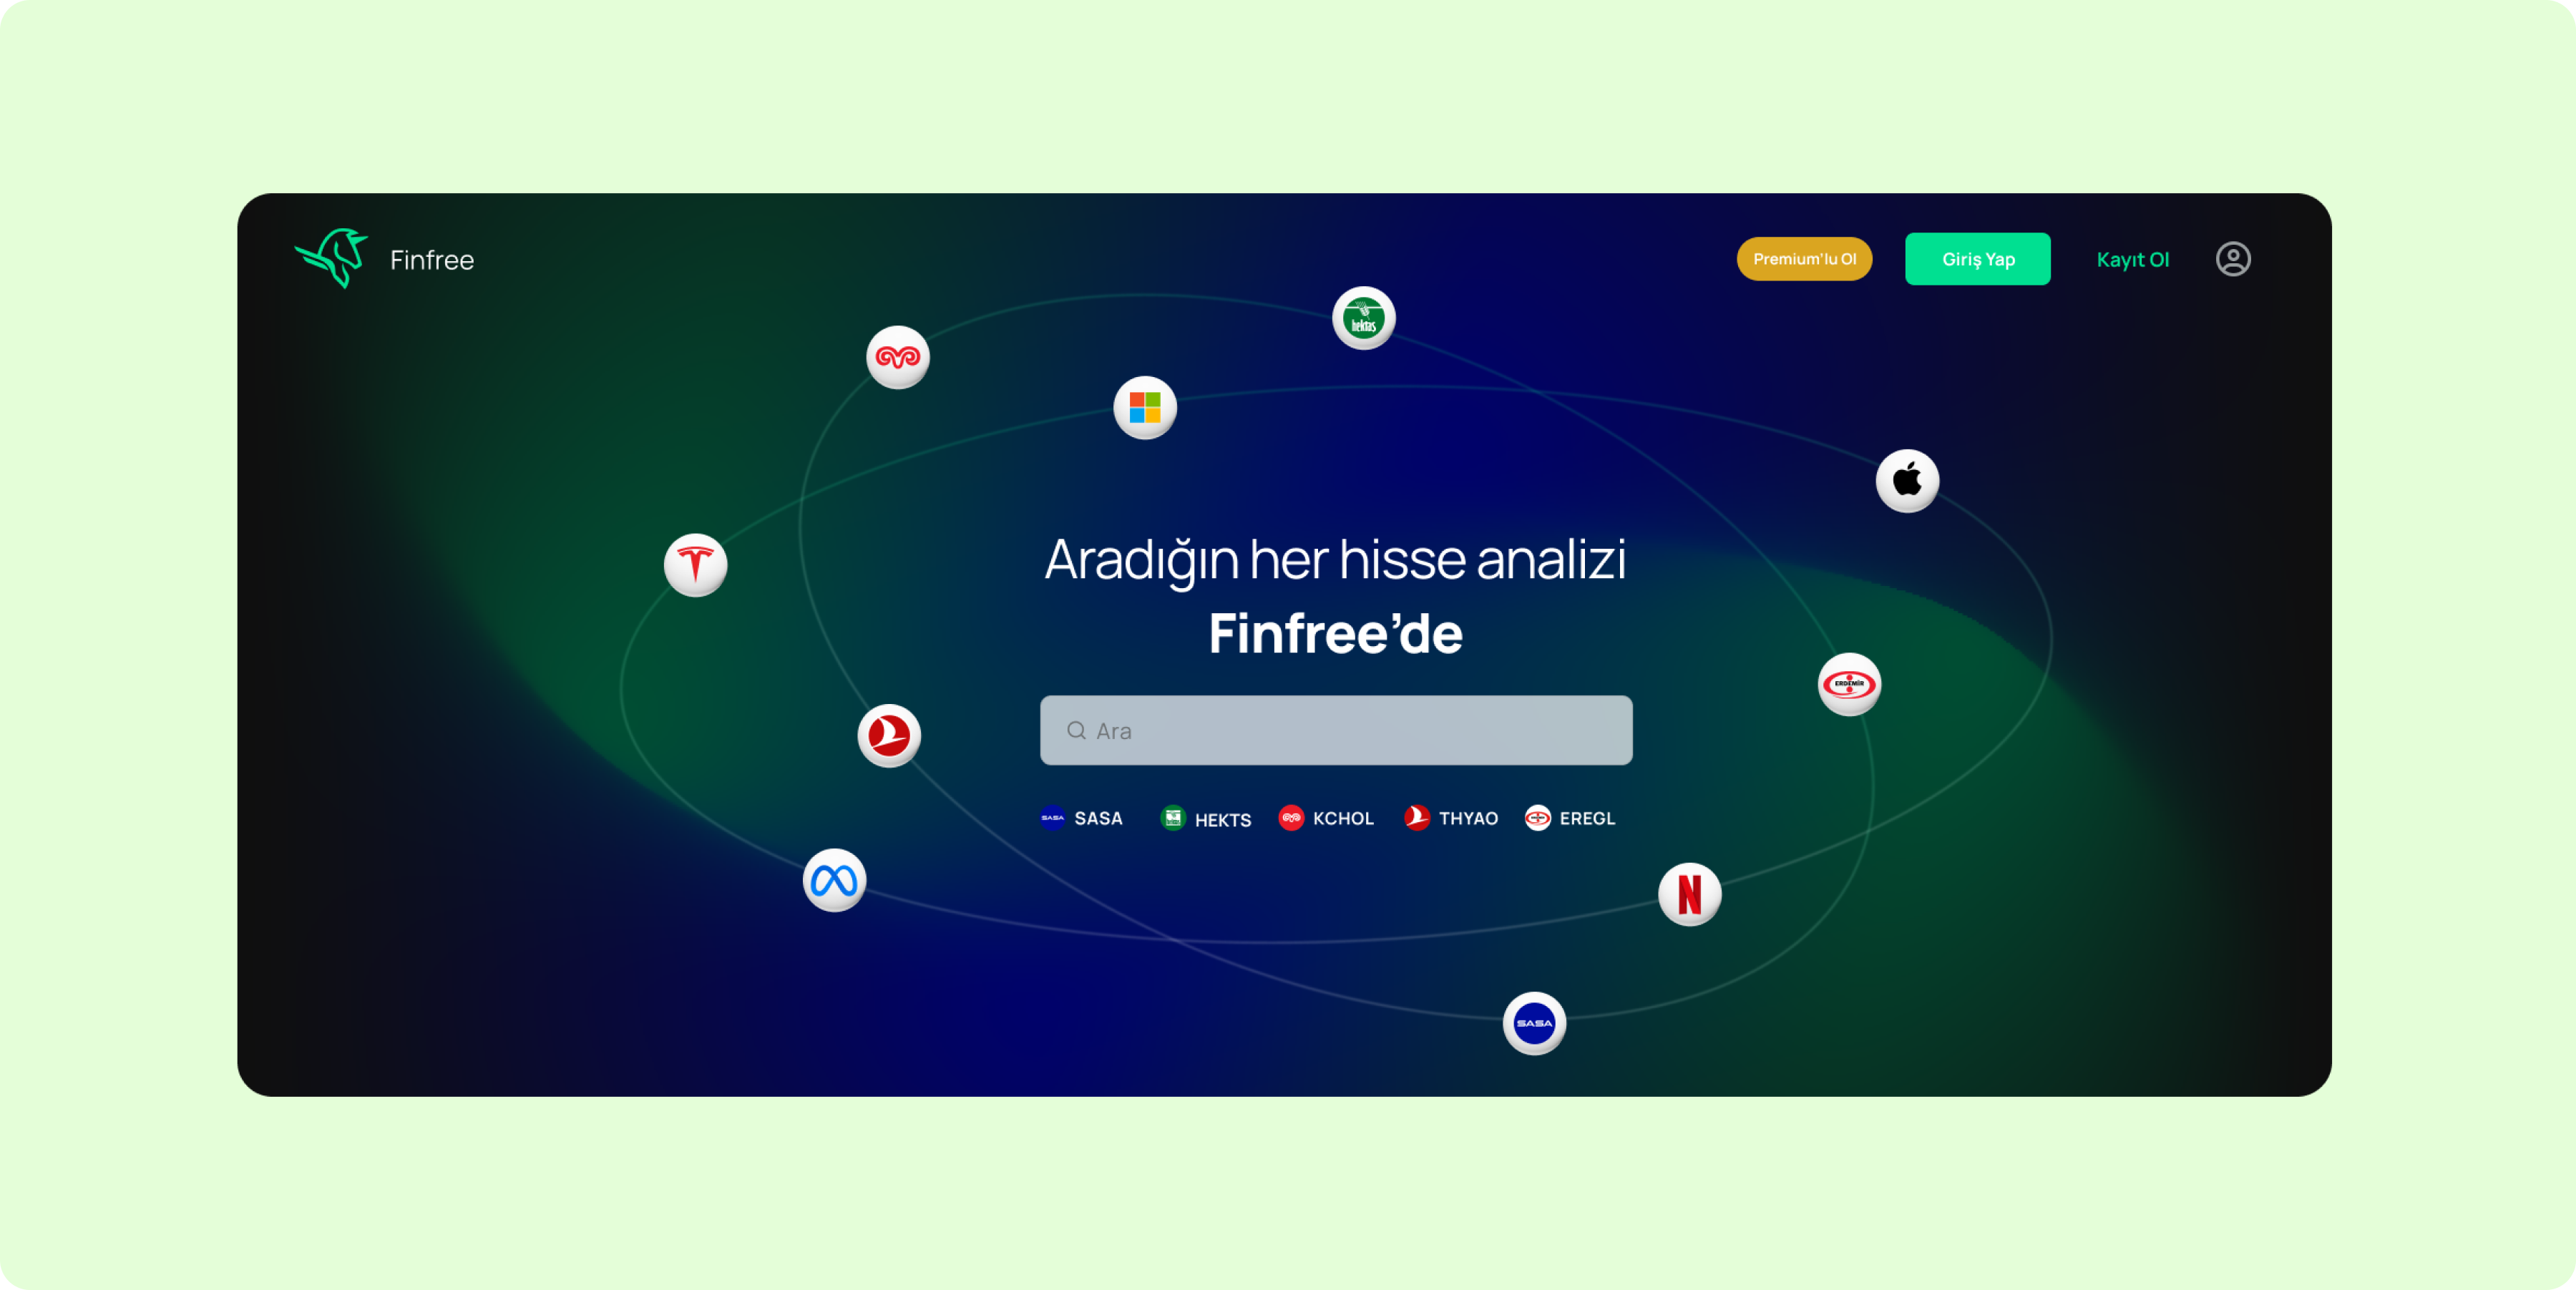 Finfree
Premium'lu Ol
Giriş Yap
Kayıt Ol
hektaş
Aradığın her hisse analizi
Finfree’de
ERDEMİR
Ara
SASA SASA
HEKTS
KCHOL
THYAO
EREGL
SASA